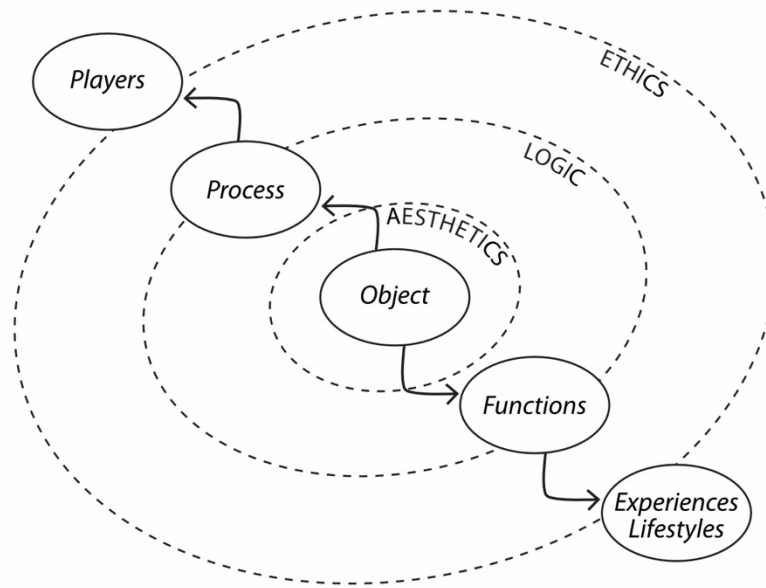 ETHICS
Players
LOGIC
Process
AESTHETICS
Object
Functions
Experiences
Lifestyles